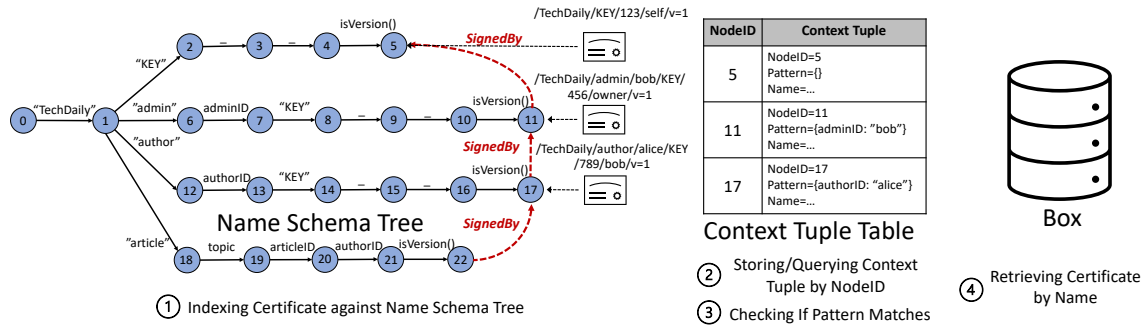 /TechDaily/KEY/123/self/v=1
isVersion()
SignedBy
2
_
3
_
4
5
"KEY"
/TechDaily/admin/bob/KEY/
456/owner/v=1
"TechDaily"
"admin"
adminID
"KEY"
_
_
isVersion()
0
1
6
7
8
9
10
11
"author"
SignedBy
/TechDaily/author/alice/KEY
/789/bob/v=1
authorID
"KEY"
_
_
isVersion()
12
13
14
15
16
17
Name Schema Tree
SignedBy
"article"
topic
articleID
authorID
isVersion()
18
19
20
21
22
1 Indexing Certificate against Name Schema Tree
NodeID
Context Tuple
5
NodeID=5
Pattern={}
Name=...
11
NodeID=11
Pattern={adminID: "bob"}
Name=...
17
NodeID=17
Pattern={authorID: "alice"}
Name=...
Context Tuple Table
2 Storing/Querying Context
Tuple by NodeID
3 Checking If Pattern Matches
Box
4 Retrieving Certificate
by Name